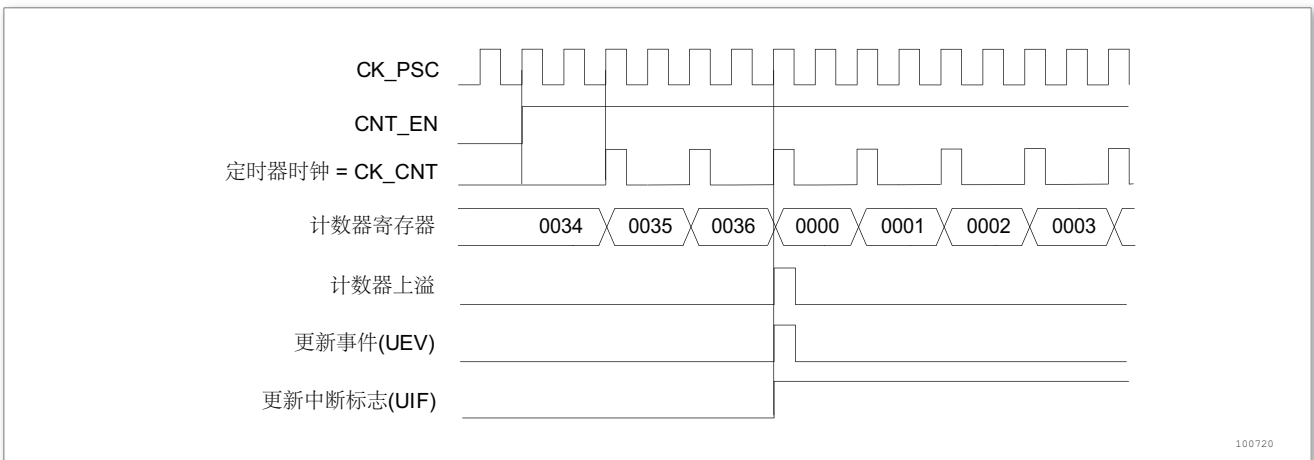 CK_PSC
CNT_EN
定时器时钟 = CK_CNT
计数器寄存器 0034 0035 0036 0000 0001 0002 0003
计数器上溢
更新事件(UEV)
更新中断标志(UIF)
100720